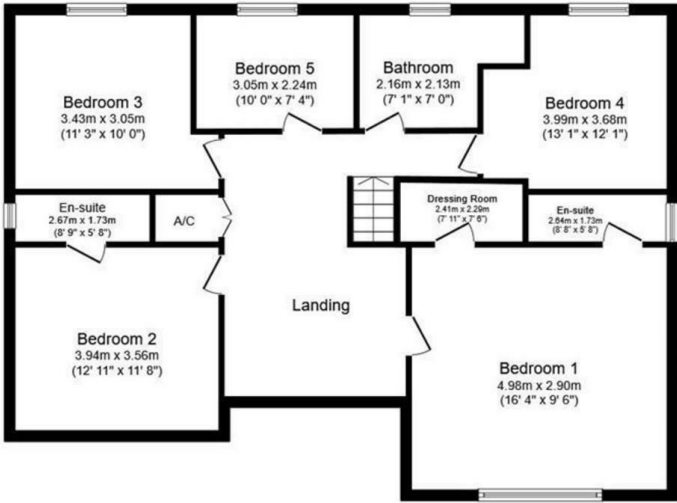 Bedroom 3
3.43m x 3.05m
(11' 3" x 10' 0")
Bedroom 5
3.05m x 2.24m
(10' 0" x 7' 4")
Bathroom
2.16m x 2.13m
(7' 1" x 7' 0")
Bedroom 4
3.99m x 3.68m
(13' 1" x 12' 1")
En-suite
2.67m x 1.73m
(8' 9" x 5' 8")
A/C
Dressing Room
2.41m x 2.29m
(7' 11" x 7' 6")
En-suite
2.64m x 1.73m
(8' 8" x 5' 8")
Landing
Bedroom 2
3.94m x 3.56m
(12' 11" x 11' 8")
Bedroom 1
4.98m x 2.90m
(16' 4" x 9' 6")